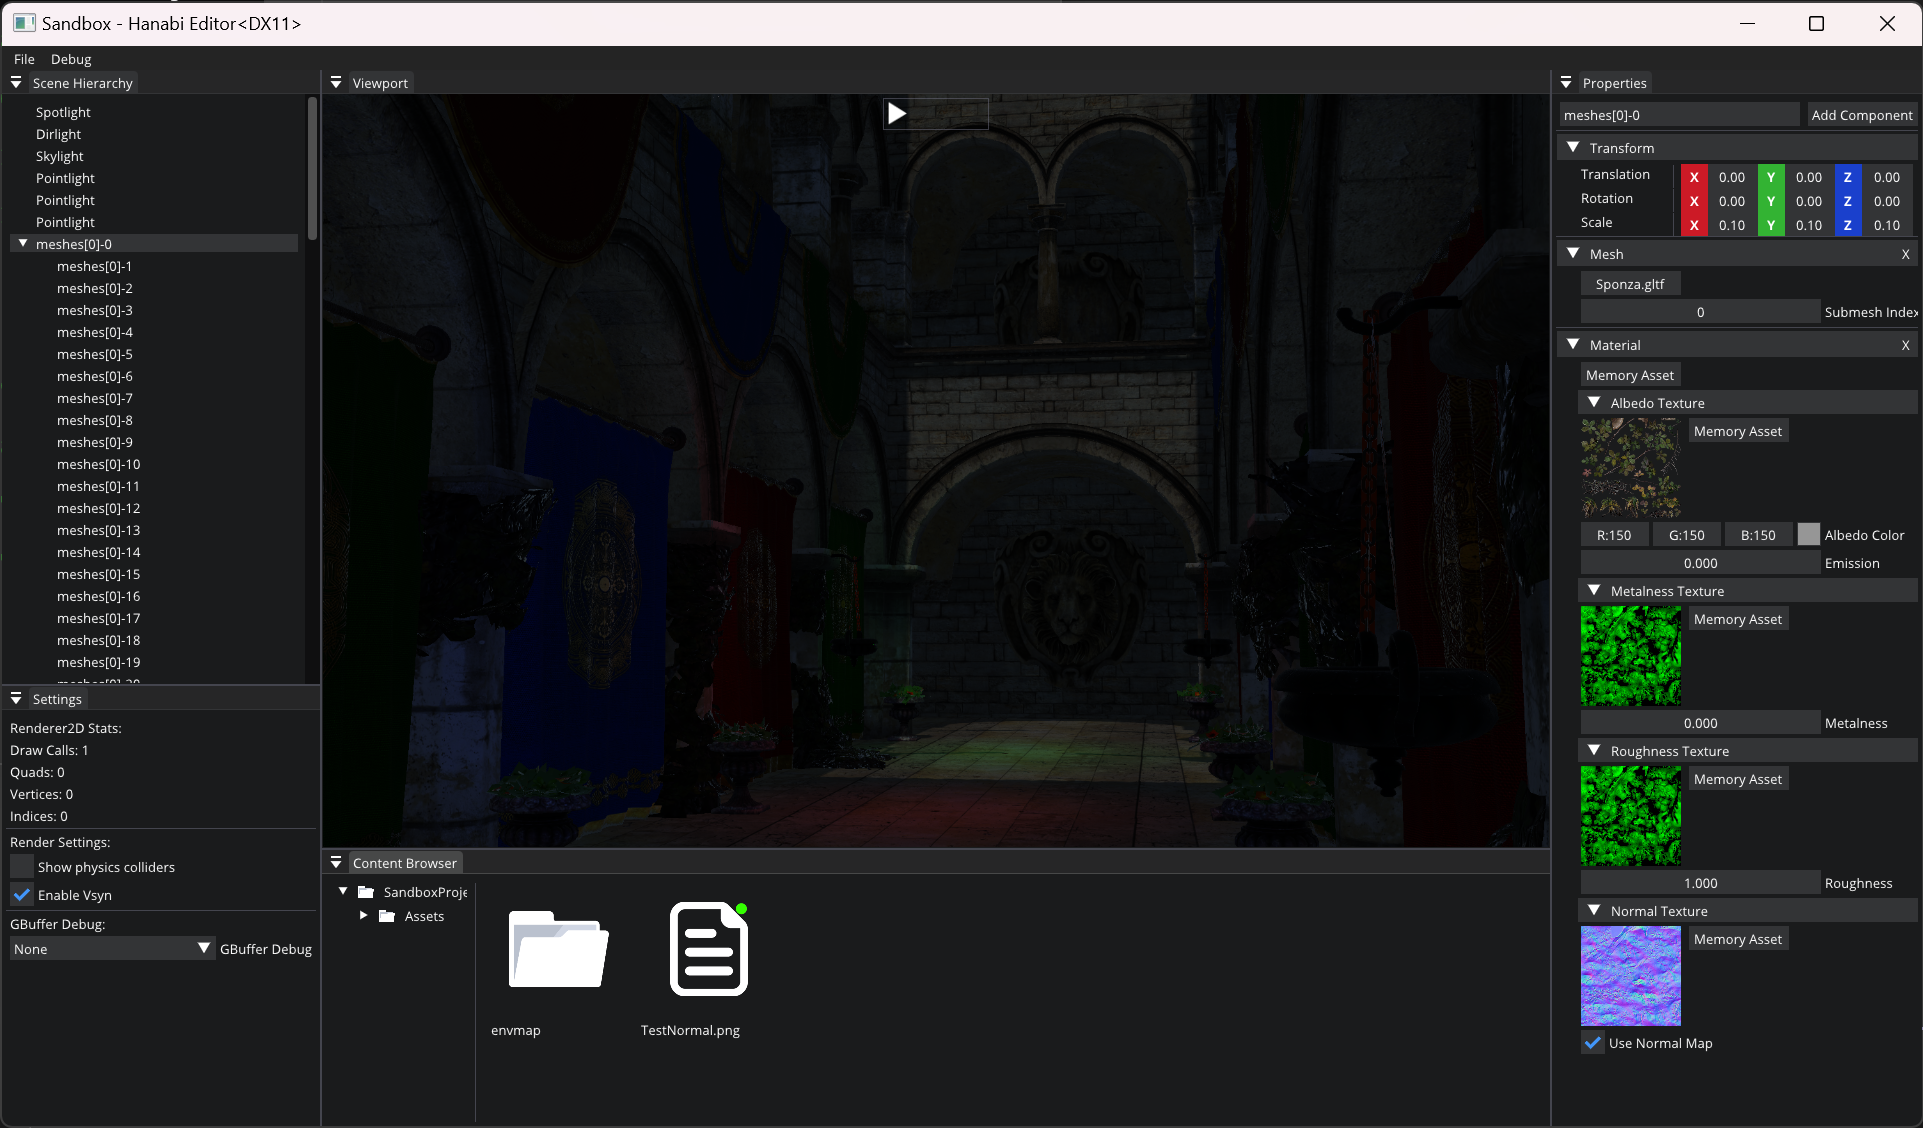 Sandbox - Hanabi Editor<DX11>
File Debug
Scene Hierarchy
Spotlight
Dirlight
Skylight
Pointlight
Pointlight
Pointlight
meshes[0]-0
meshes[0]-1
meshes[0]-2
meshes[0]-3
meshes[0]-4
meshes[0]-5
meshes[0]-6
meshes[0]-7
meshes[0]-8
meshes[0]-9
meshes[0]-10
meshes[0]-11
meshes[0]-12
meshes[0]-13
meshes[0]-14
meshes[0]-15
meshes[0]-16
meshes[0]-17
meshes[0]-18
meshes[0]-19
Settings
Renderer2D Stats:
Draw Calls: 1
Quads: 0
Vertices: 0
Indices: 0
Render Settings:
Show physics colliders
Enable Vsyn
GBuffer Debug:
None GBuffer Debug
Viewport
Content Browser
SandboxProje
Assets
envmap
TestNormal.png
Properties
meshes[0]-0 Add Component
Transform
Translation X 0.00 Y 0.00 Z 0.00
Rotation X 0.00 Y 0.00 Z 0.00
Scale X 0.10 Y 0.10 Z 0.10
Mesh X
Sponza.gltf
0 Submesh Index
Material X
Memory Asset
Albedo Texture
Memory Asset
R:150 G:150 B:150 Albedo Color
0.000 Emission
Metalness Texture
Memory Asset
0.000 Metalness
Roughness Texture
Memory Asset
1.000 Roughness
Normal Texture
Memory Asset
Use Normal Map